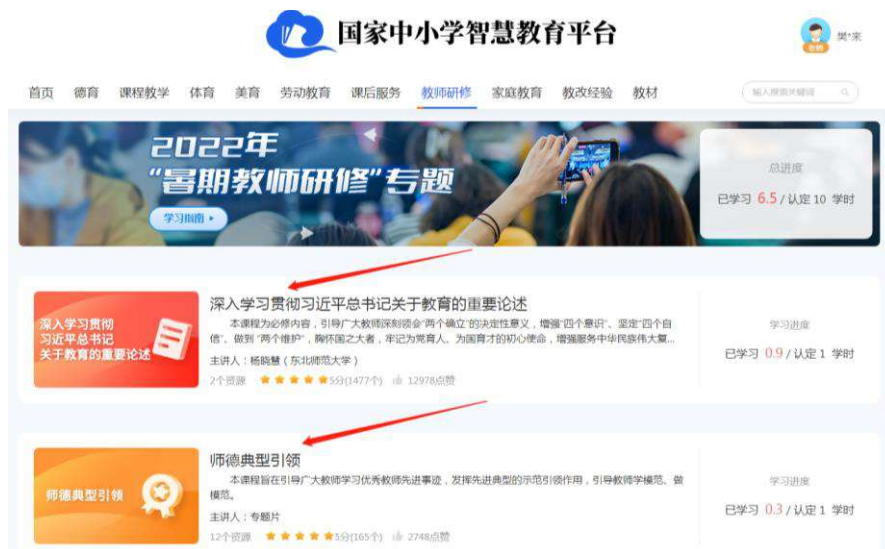 国家中小学智慧教育平台
老师
樊*来
首页 德育 课程教学 体育 美育 劳动教育 课后服务 教师研修 家庭教育 教改经验 教材
输入搜索关键词
2022年
“暑期教师研修”专题
学习指南
总进度
已学习 6.5 / 认定 10 学时
深入学习贯彻
习近平总书记
关于教育的重要论述
深入学习贯彻习近平总书记关于教育的重要论述
本课程为必修内容，引导广大教师深刻领会“两个确立”的决定性意义，增强“四个意识”、坚定“四个自
信”、做到“两个维护”，胸怀国之大者，牢记为党育人、为国育才的初心使命，增强服务中华民族伟大复...
主讲人：杨晓慧（东北师范大学）
2个资源 5分(1477个) 12978点赞
学习进度
已学习 0.9 / 认定 1 学时
师德典型引领
师德典型引领
本课程旨在引导广大教师学习优秀教师先进事迹，发挥先进典型的示范引领作用，引导教师学模范、做
模范。
主讲人：专题片
12个资源 5分(165个) 2748点赞
学习进度
已学习 0.3 / 认定 1 学时